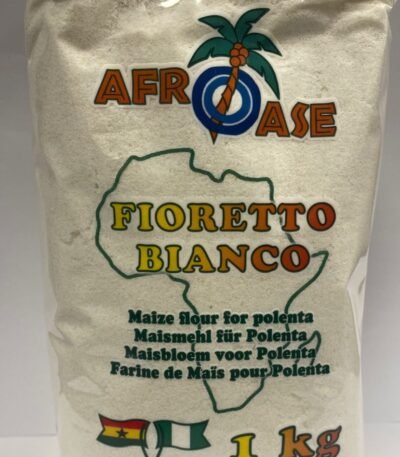 AFROASE
FIORETTO
BIANCO
Maize flour for polenta
Maismehl für Polenta
Maisbloem voor Polenta
Farine de Maïs pour Polenta
1 kg